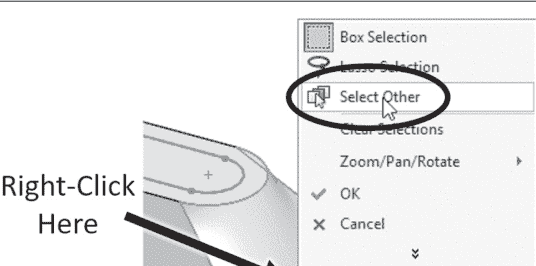 Box Selection
Lasso Selection
Select Other
Clear Selections
Zoom/Pan/Rotate
OK
Cancel
Right-Click
Here